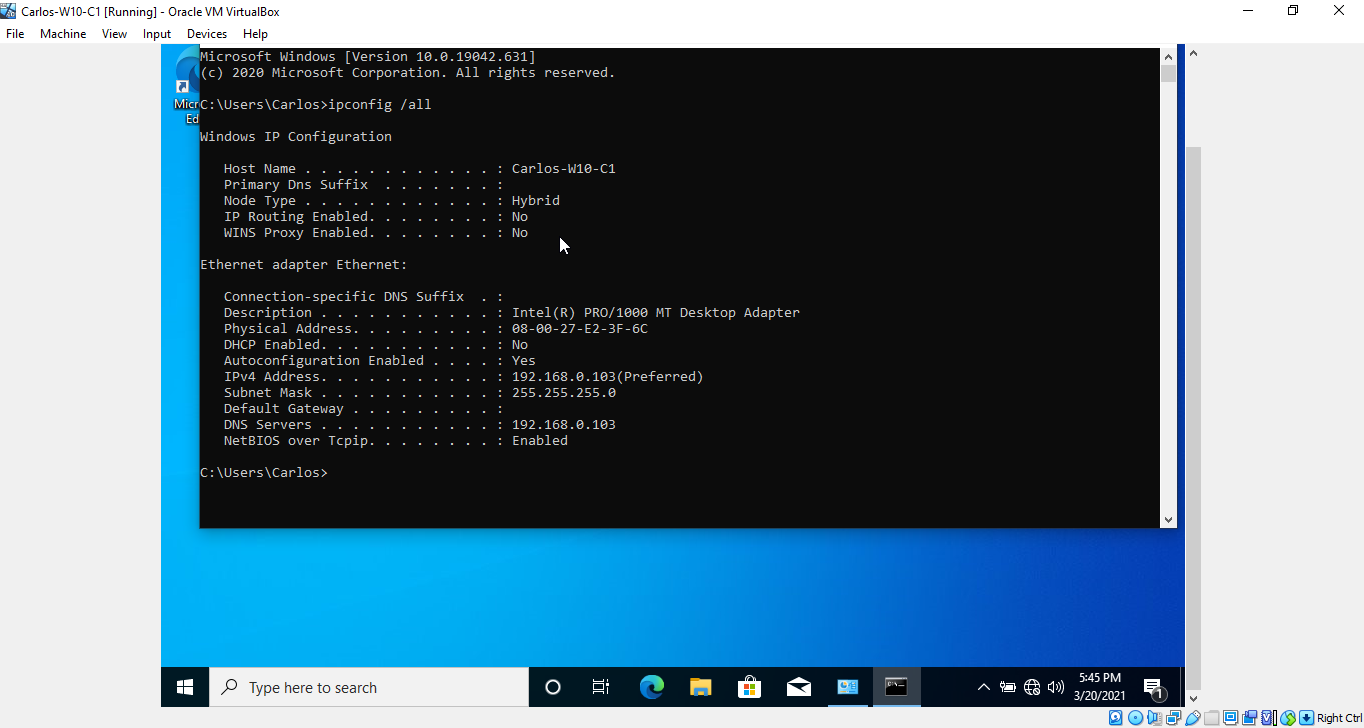 Carlos-W10-C1 [Running] - Oracle VM VirtualBox
File Machine View Input Devices Help
Microsoft Windows [Version 10.0.19042.631]
(c) 2020 Microsoft Corporation. All rights reserved.
Micr
Ed
C:\Users\Carlos>ipconfig /all
Windows IP Configuration
Host Name . . . . . . . . . . . . : Carlos-W10-C1
Primary Dns Suffix  . . . . . . . :
Node Type . . . . . . . . . . . . : Hybrid
IP Routing Enabled. . . . . . . . : No
WINS Proxy Enabled. . . . . . . . : No
Ethernet adapter Ethernet:
Connection-specific DNS Suffix  . :
Description . . . . . . . . . . . : Intel(R) PRO/1000 MT Desktop Adapter
Physical Address. . . . . . . . . : 08-00-27-E2-3F-6C
DHCP Enabled. . . . . . . . . . . : No
Autoconfiguration Enabled . . . . : Yes
IPv4 Address. . . . . . . . . . . : 192.168.0.103(Preferred)
Subnet Mask . . . . . . . . . . . : 255.255.255.0
Default Gateway . . . . . . . . . :
DNS Servers . . . . . . . . . . . : 192.168.0.103
NetBIOS over Tcpip. . . . . . . . : Enabled
C:\Users\Carlos>
Type here to search
5:45 PM
3/20/2021
1
Right Ctrl